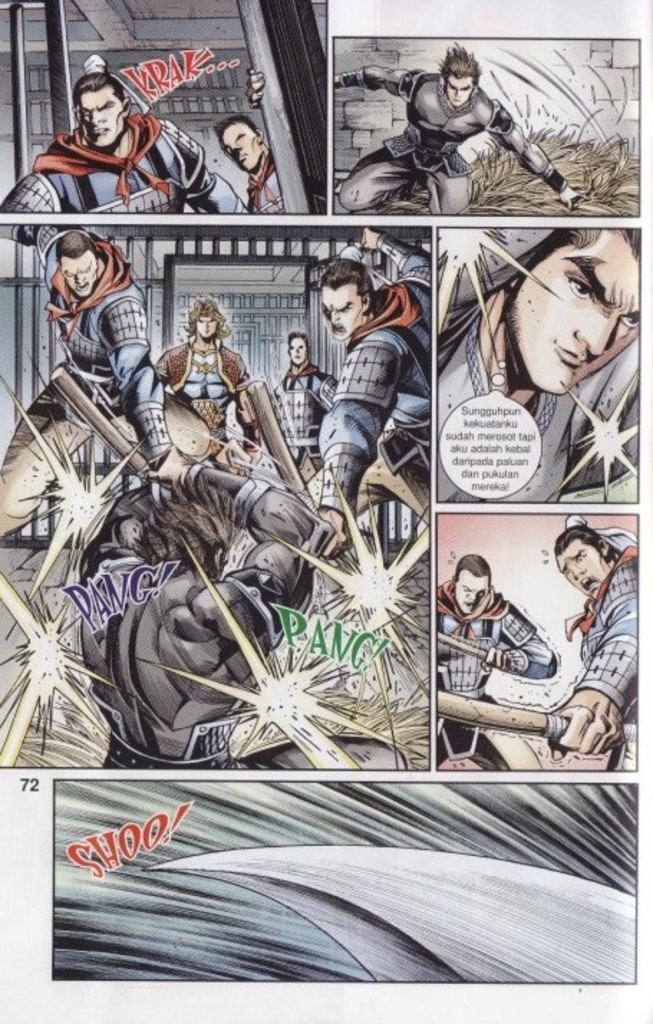 KRAK...
Sungguhpun
kekuatanku
sudah merosot tapi
aku adalah kebal
daripada paluan
dan pukulan
mereka!
PANG!
PANG!
72
SHOO!